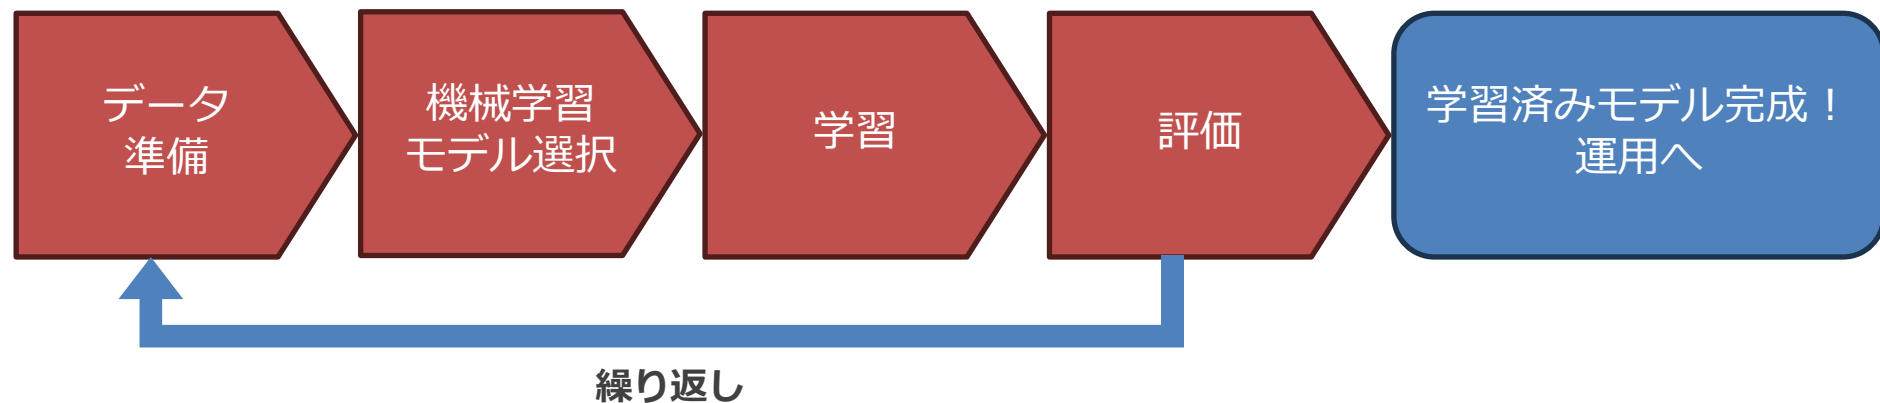 データ
準備
機械学習
モデル選択
学習
評価
学習済みモデル完成！
運用へ
繰り返し